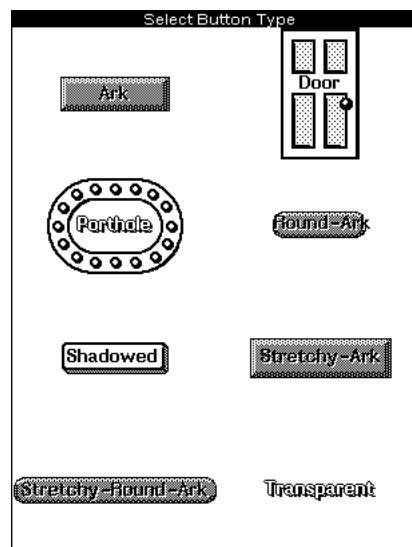 Select Button Type
Ark
Door
Porthole
Round-Ark
Shadowed
Stretchy-Ark
Stretchy-Round-Ark
Transparent